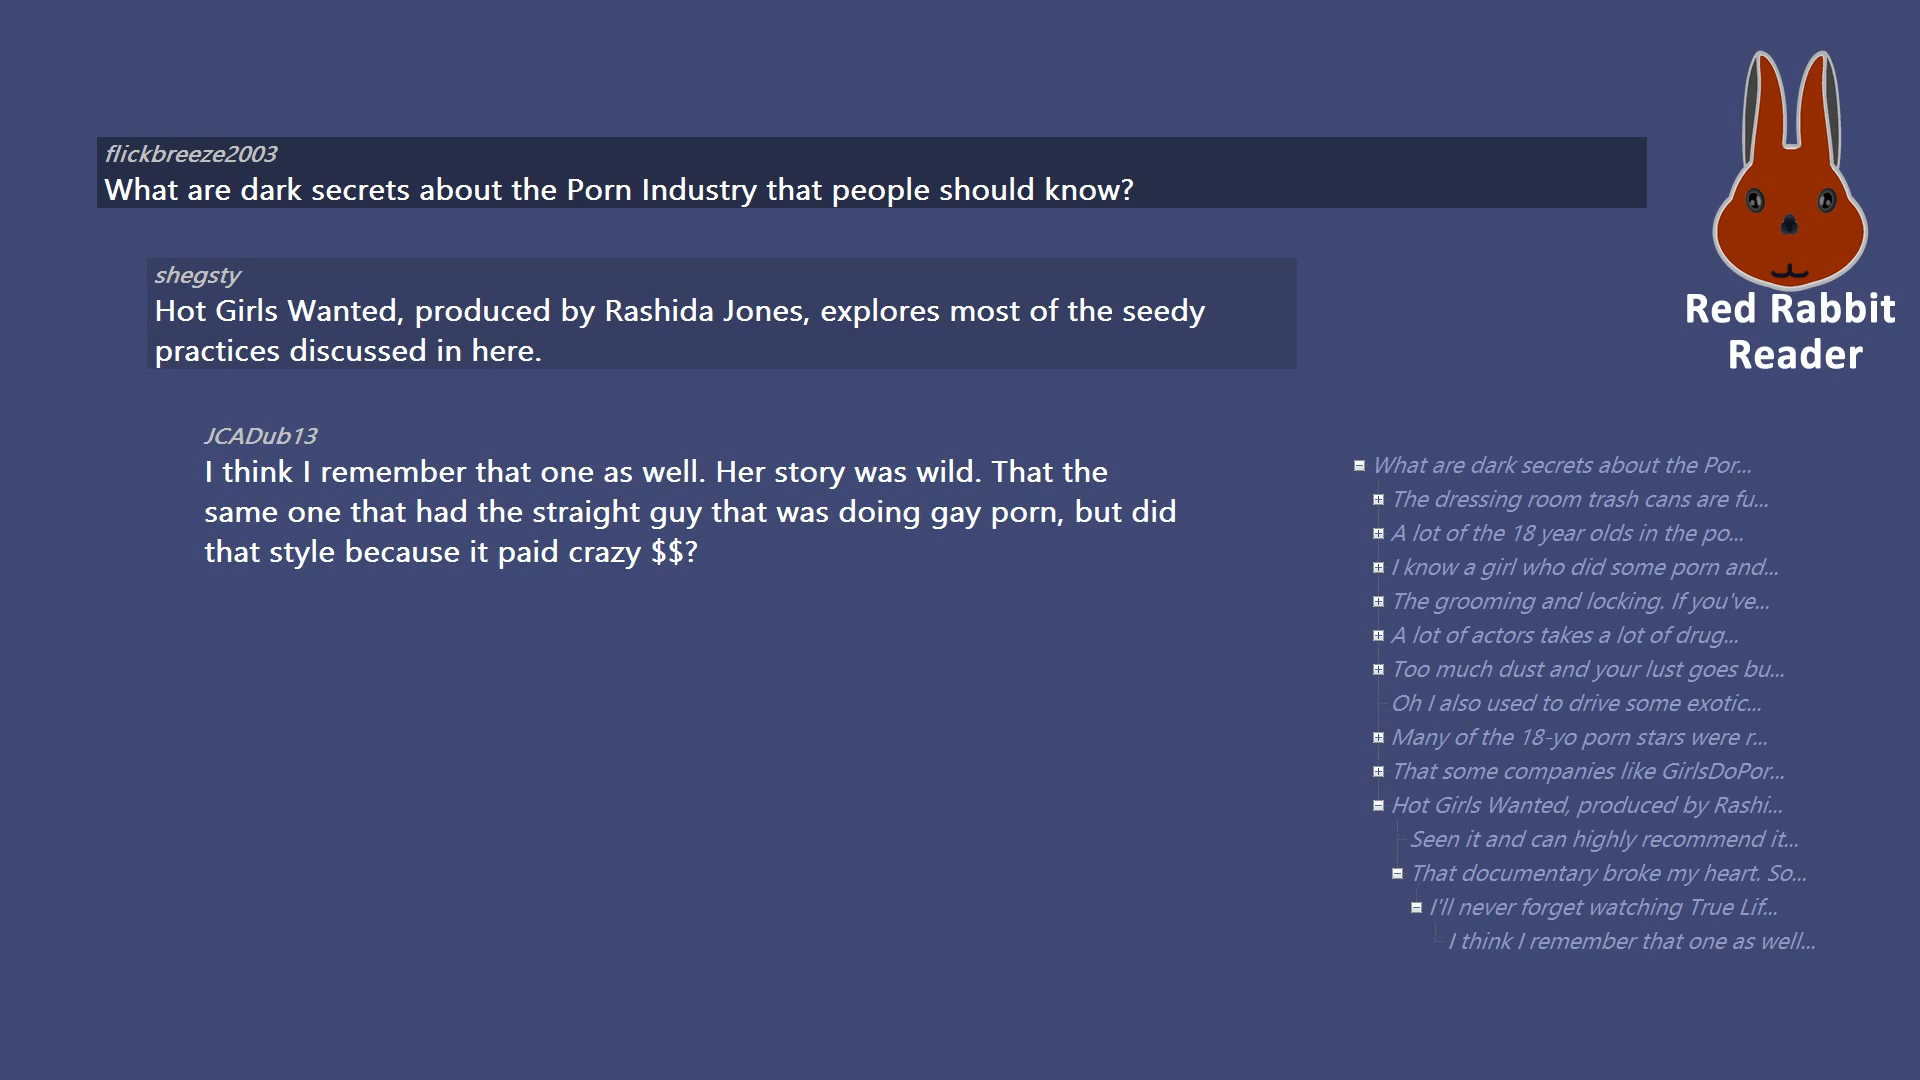 flickbreeze2003
What are dark secrets about the Porn Industry that people should know?
shegsty
Hot Girls Wanted, produced by Rashida Jones, explores most of the seedy
practices discussed in here.
JCADub13
I think I remember that one as well. Her story was wild. That the
same one that had the straight guy that was doing gay porn, but did
that style because it paid crazy $$?
Red Rabbit
Reader
What are dark secrets about the Por...
The dressing room trash cans are fu...
A lot of the 18 year olds in the po...
I know a girl who did some porn and...
The grooming and locking. If you've...
A lot of actors takes a lot of drug...
Too much dust and your lust goes bu...
Oh I also used to drive some exotic...
Many of the 18-yo porn stars were r...
That some companies like GirlsDoPor...
Hot Girls Wanted, produced by Rashi...
Seen it and can highly recommend it...
That documentary broke my heart. So...
I'll never forget watching True Lif...
I think I remember that one as well...